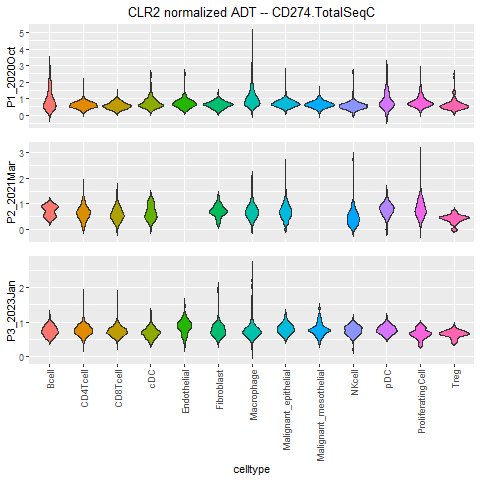 CLR2 normalized ADT -- CD274.TotalSeqC
P1_2020Oct
5
4
3
2
1
0
P2_2021Mar
3
2
1
0
P3_2023Jan
2
1
0
Bcell
CD4Tcell
CD8Tcell
cDC
Endothelial
Fibroblast
Macrophage
Malignant_epithelial
Malignant_mesothelial
NKcell
pDC
ProliferatingCell
Treg
celltype